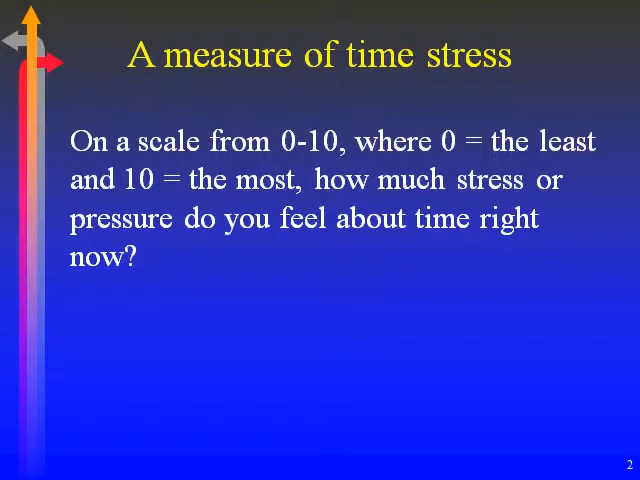 A measure of time stress
On a scale from 0-10, where 0 = the least
and 10 = the most, how much stress or
pressure do you feel about time right
now?
2